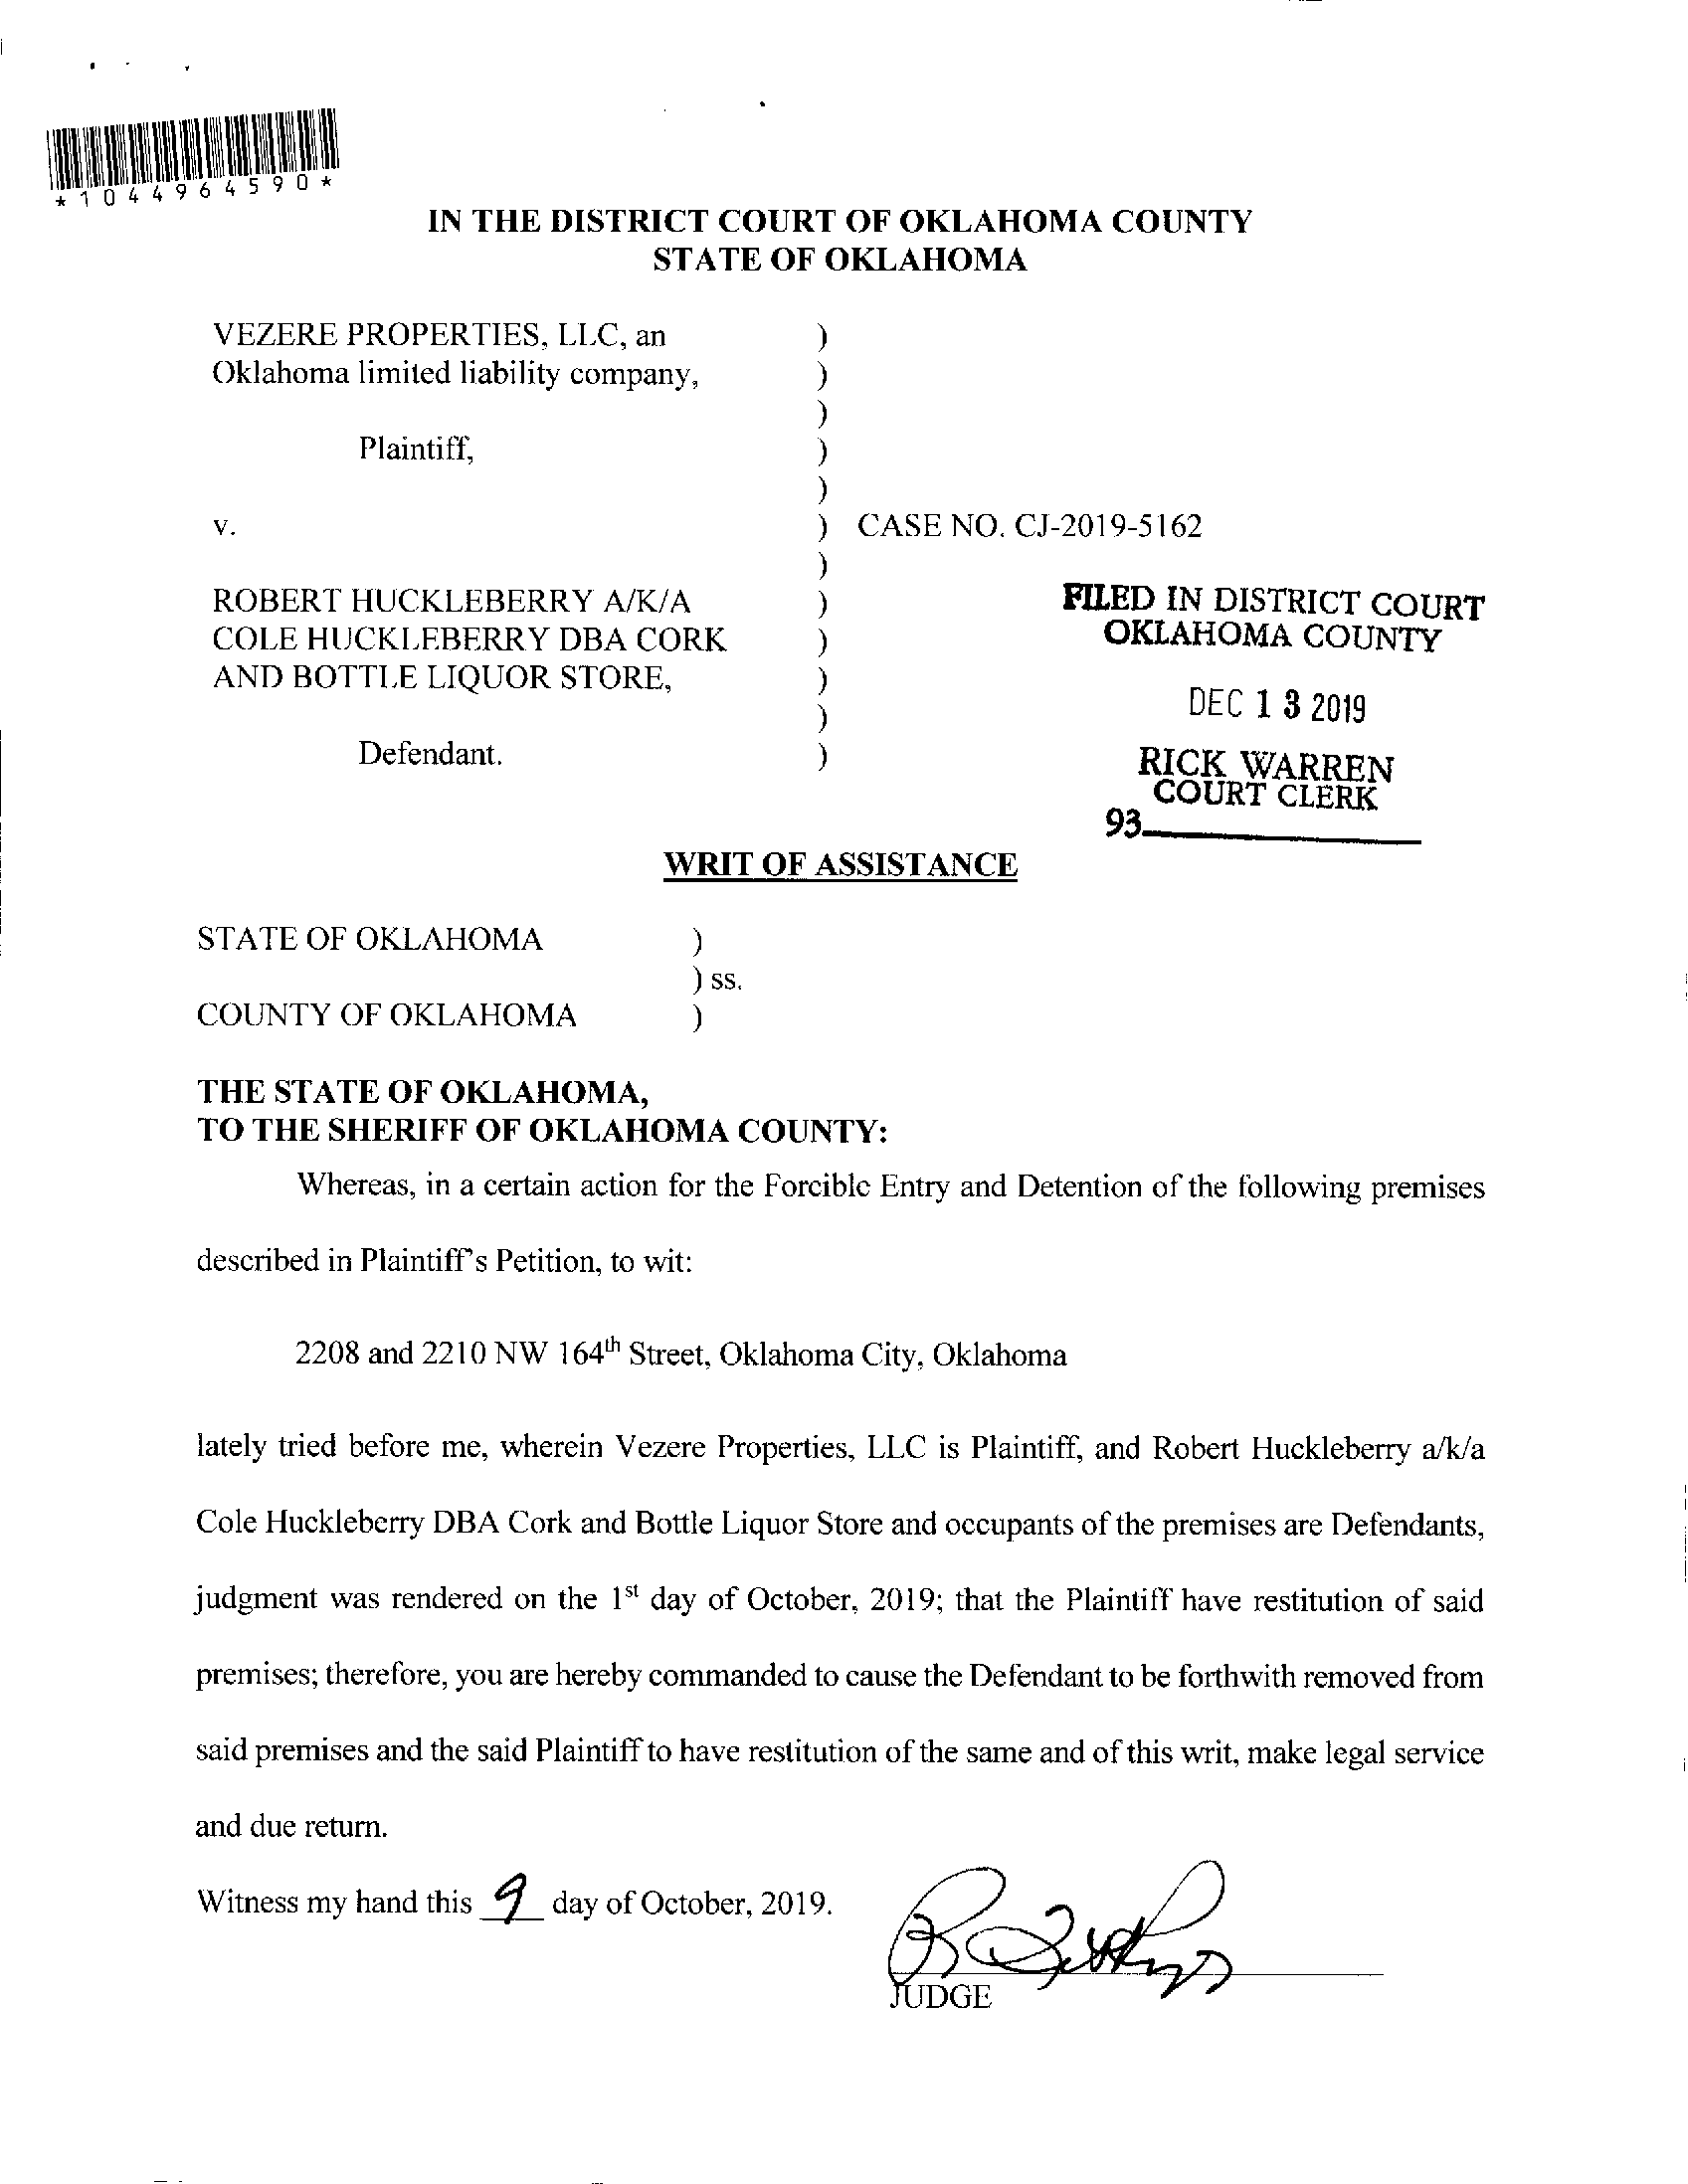 *1044964590*
IN THE DISTRICT COURT OF OKLAHOMA COUNTY
STATE OF OKLAHOMA
VEZERE PROPERTIES, LLC, an )
Oklahoma limited liability company, )
)
Plaintiff, )
)
v. ) CASE NO. CJ-2019-5162
)
ROBERT HUCKLEBERRY A/K/A )
COLE HUCKLEBERRY DBA CORK )
AND BOTTLE LIQUOR STORE, )
)
Defendant. )
FILED IN DISTRICT COURT
OKLAHOMA COUNTY
DEC 13 2019
RICK WARREN
COURT CLERK
93
WRIT OF ASSISTANCE
STATE OF OKLAHOMA )
) ss.
COUNTY OF OKLAHOMA )
THE STATE OF OKLAHOMA,
TO THE SHERIFF OF OKLAHOMA COUNTY:
Whereas, in a certain action for the Forcible Entry and Detention of the following premises
described in Plaintiff's Petition, to wit:
2208 and 2210 NW 164th Street, Oklahoma City, Oklahoma
lately tried before me, wherein Vezere Properties, LLC is Plaintiff, and Robert Huckleberry a/k/a
Cole Huckleberry DBA Cork and Bottle Liquor Store and occupants of the premises are Defendants,
judgment was rendered on the 1st day of October, 2019; that the Plaintiff have restitution of said
premises; therefore, you are hereby commanded to cause the Defendant to be forthwith removed from
said premises and the said Plaintiff to have restitution of the same and of this writ, make legal service
and due return.
Witness my hand this 9 day of October, 2019.
JUDGE